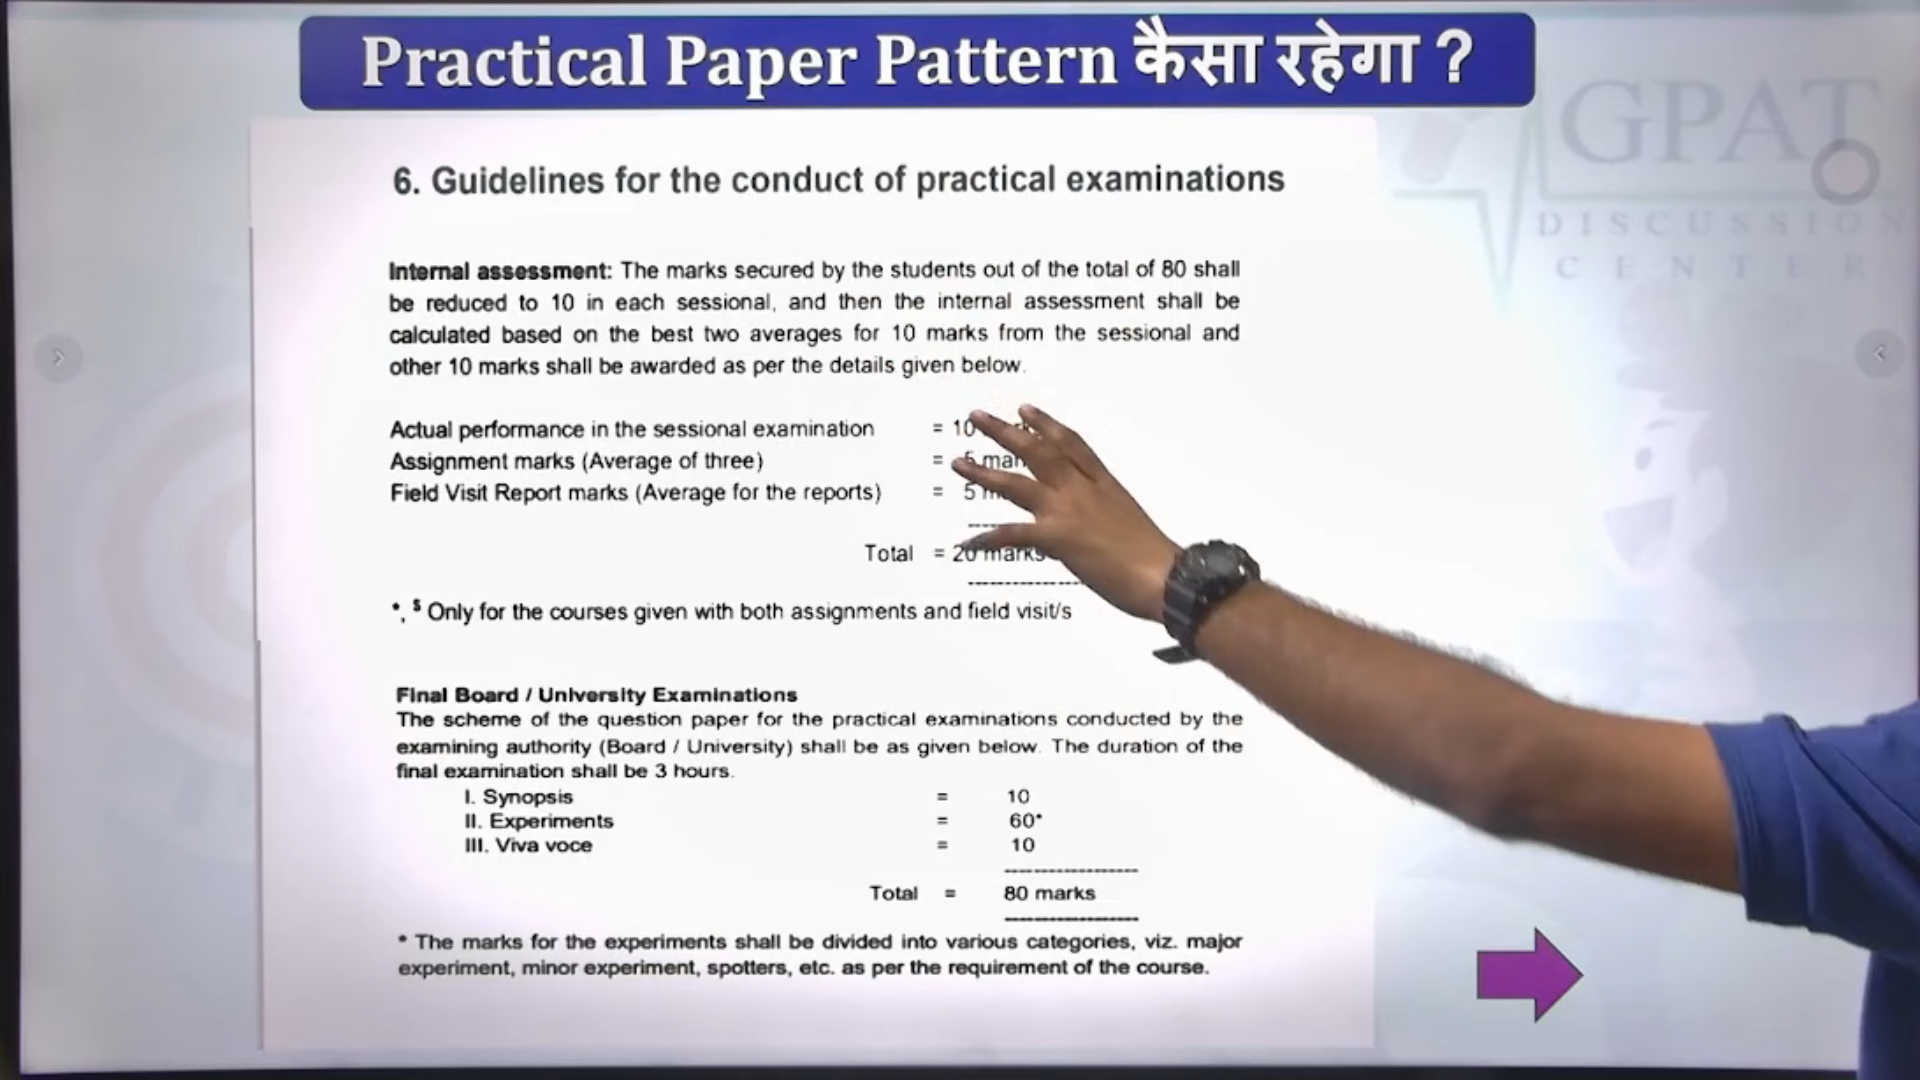 Practical Paper Pattern कैसा रहेगा ?
GPAT
DISCUSSION
CENTER
6. Guidelines for the conduct of practical examinations
Internal assessment: The marks secured by the students out of the total of 80 shall
be reduced to 10 in each sessional, and then the internal assessment shall be
calculated based on the best two averages for 10 marks from the sessional and
other 10 marks shall be awarded as per the details given below.
Actual performance in the sessional examination = 10
Assignment marks (Average of three) = 5
Field Visit Report marks (Average for the reports) = 5
Total = 20 marks
*, $ Only for the courses given with both assignments and field visit/s
Final Board / University Examinations
The scheme of the question paper for the practical examinations conducted by the
examining authority (Board / University) shall be as given below. The duration of the
final examination shall be 3 hours.
I. Synopsis = 10
II. Experiments = 60*
III. Viva voce = 10
Total = 80 marks
* The marks for the experiments shall be divided into various categories, viz. major
experiment, minor experiment, spotters, etc. as per the requirement of the course.